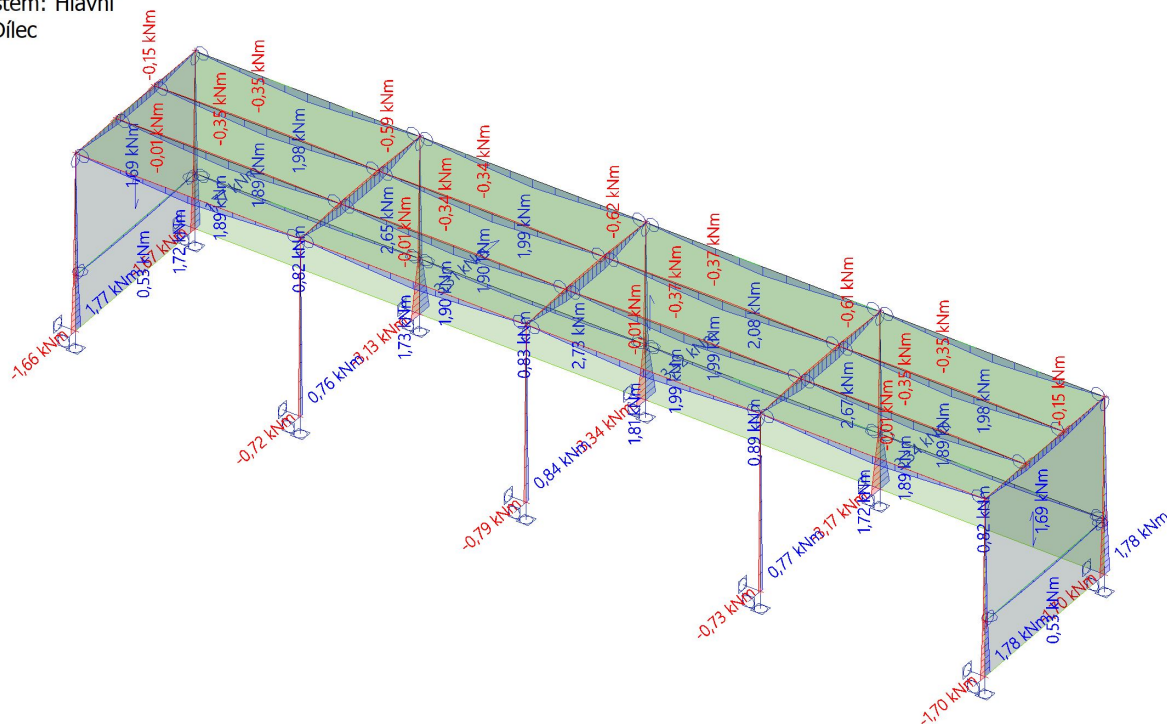 stém: Hlavní
Dílec
-0,15 kNm
-0,35 kNm
-0,01 kNm
-0,35 kNm
1,69 kNm
1,98 kNm
1,89 kNm
1,89 kNm
1,72 kNm
0,53 kNm
1,77 kNm
-1,66 kNm
-0,59 kNm
-0,34 kNm
-0,34 kNm
2,65 kNm
-0,01 kNm
1,99 kNm
1,90 kNm
1,90 kNm
0,82 kNm
1,73 kNm
0,76 kNm
-0,72 kNm
-0,62 kNm
-0,37 kNm
-0,37 kNm
-0,01 kNm
2,08 kNm
1,99 kNm
1,99 kNm
2,73 kNm
0,83 kNm
1,81 kNm
-0,79 kNm
-0,61 kNm
-0,35 kNm
-0,35 kNm
-0,01 kNm
2,67 kNm
1,98 kNm
1,89 kNm
1,89 kNm
0,89 kNm
1,72 kNm
0,77 kNm
-3,17 kNm
-0,73 kNm
-0,15 kNm
1,69 kNm
0,82 kNm
1,78 kNm
0,53 kNm
1,78 kNm
-1,70 kNm